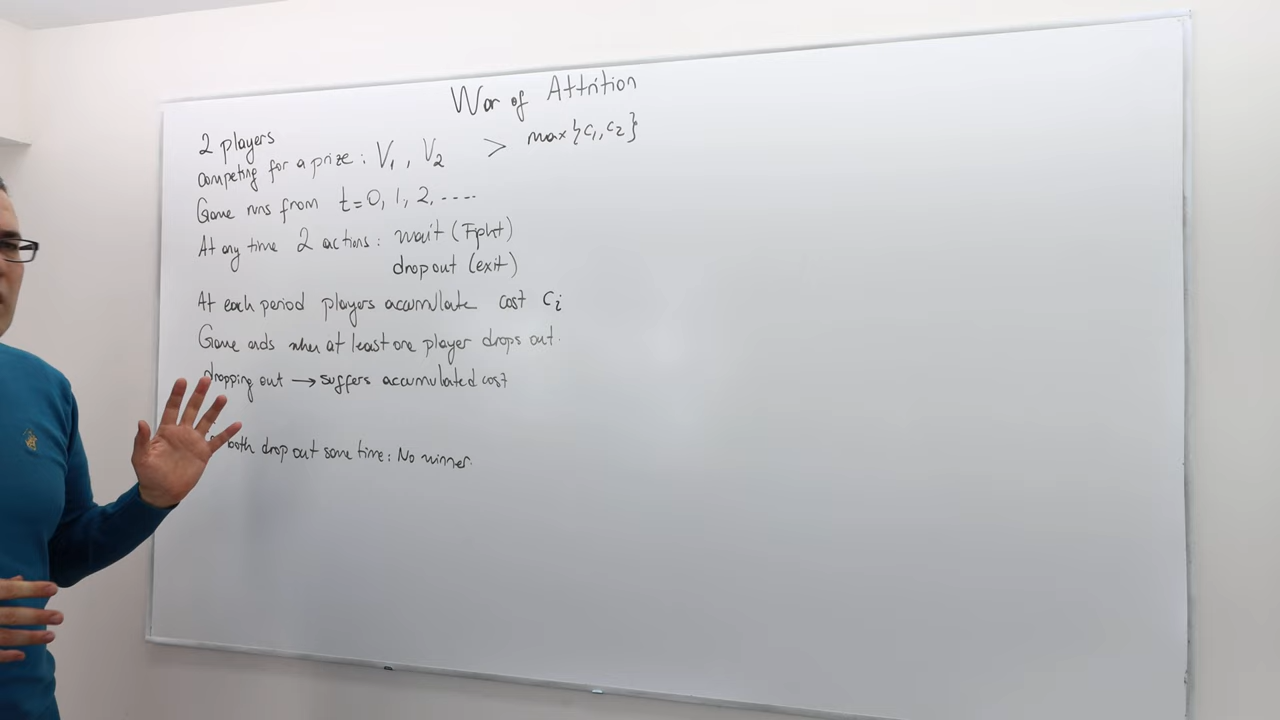 War of Attrition
2 players
competing for a prize : V₁ , V₂ > max{c₁, c₂}
Game runs from t=0, 1, 2, ----
At any time 2 actions : wait (Fight)
drop out (exit)
At each period players accumulate cost cᵢ
Game ends when at least one player drops out.
dropping out → suffers accumulated cost
both drop out same time : No winner.